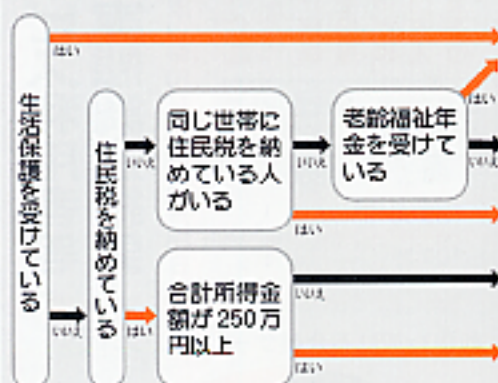 生活保護を受けている
はい
いいえ
住民税を納めている
いいえ
はい
同じ世帯に
住民税を納
めている人
がいる
いいえ
はい
老齢福祉年
金を受けて
いる
はい
いいえ
合計所得金
額が250万
円以上
いいえ
はい